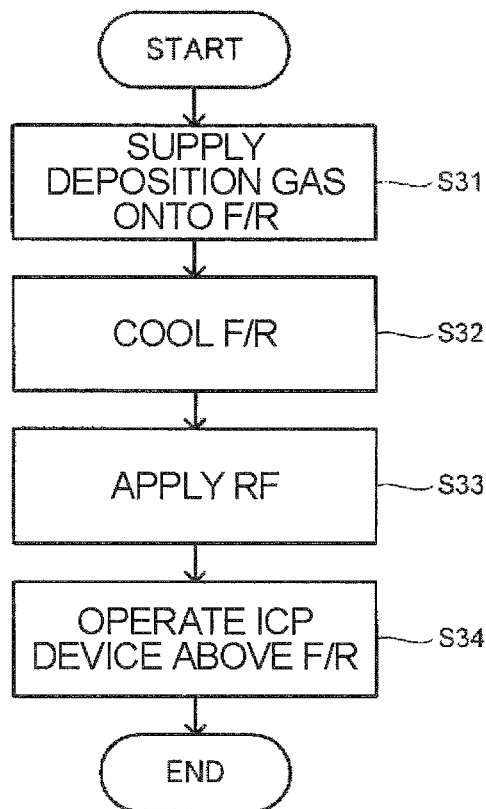 START
SUPPLY
DEPOSITION GAS
ONTO F/R
S31
COOL F/R
S32
APPLY RF
S33
OPERATE ICP
DEVICE ABOVE F/R
S34
END